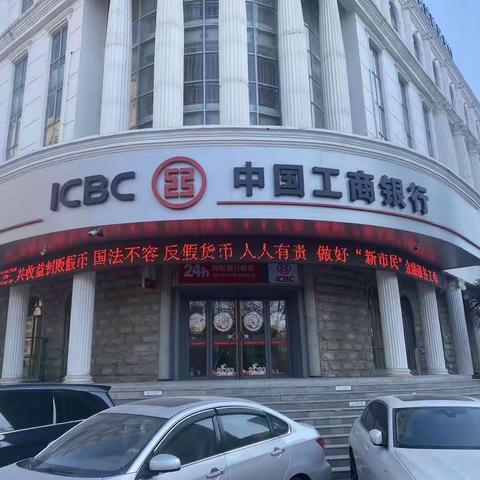 ICBC 中国工商银行
共收益 制贩假币 国法不容 反假货币 人人有责 做好“新市民”金融服务工作
24h 自助银行服务
ICBC